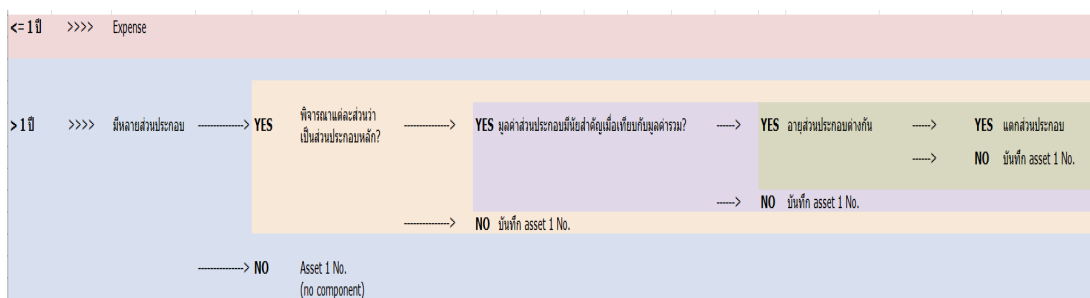 <= 1 ปี >>>> Expense
> 1 ปี >>>> มีหลายส่วนประกอบ --------------> YES พิจารณาแต่ละส่วนว่า เป็นส่วนประกอบหลัก? --------------> YES มูลค่าส่วนประกอบมีนัยสำคัญเมื่อเทียบกับมูลค่ารวม? -----> YES อายุส่วนประกอบต่างกัน ------> YES แตกส่วนประกอบ
------> NO บันทึก asset 1 No.
-----> NO บันทึก asset 1 No.
--------------> NO บันทึก asset 1 No.
--------------> NO Asset 1 No.
(no component)